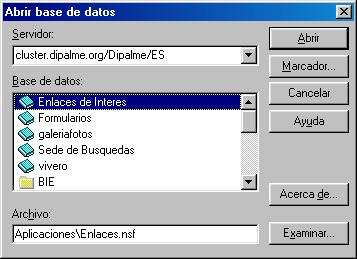 Abrir base de datos
Servidor:
cluster.dipalme.org/Dipalme/ES
Base de datos:
Enlaces de Interes
Formularios
galeriafotos
Sede de Busquedas
vivero
BIE
Archivo:
Aplicaciones\Enlaces.nsf
Abrir
Marcador...
Cancelar
Ayuda
Acerca de...
Examinar...